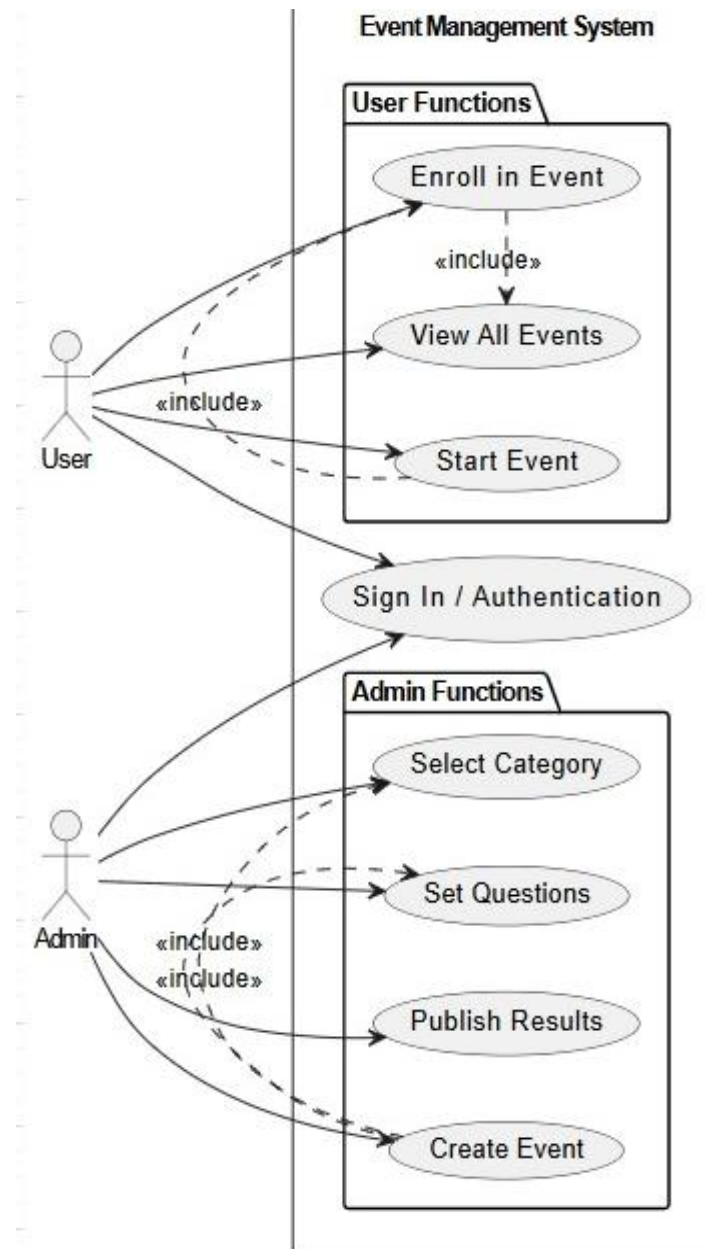 Event Management System
User Functions
Enroll in Event
«include»
View All Events
«include»
Start Event
User
Sign In / Authentication
Admin Functions
Select Category
Set Questions
Admin
«include»
«include»
Publish Results
Create Event